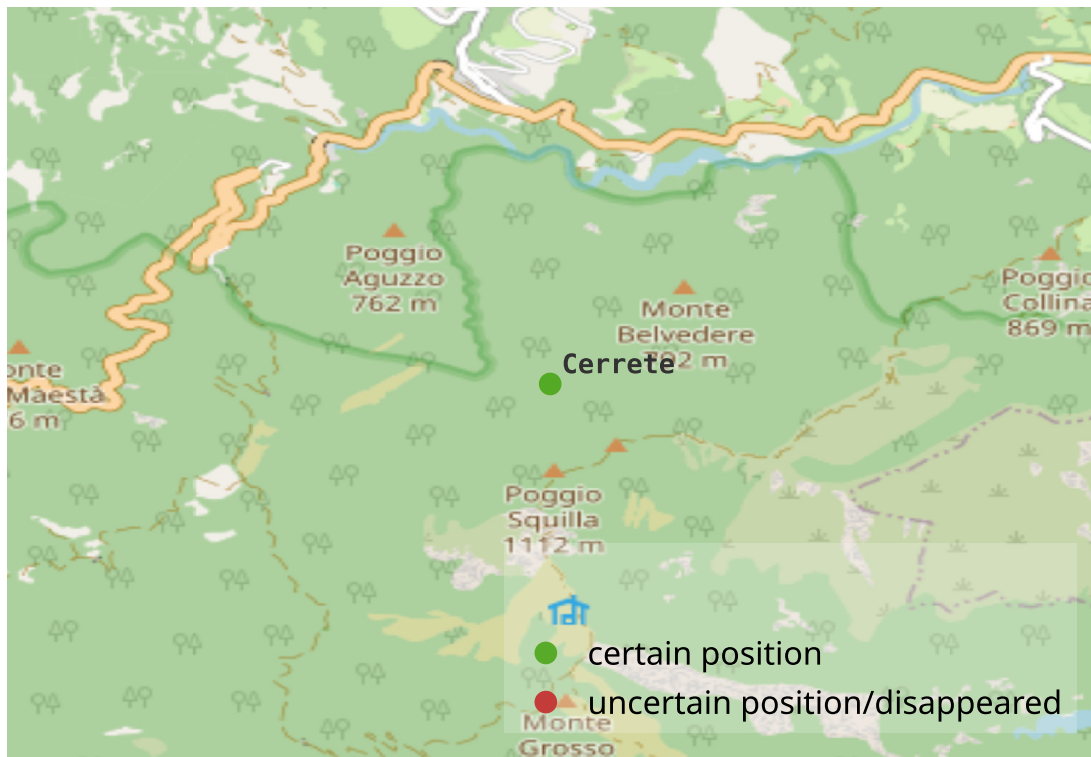 Poggio
Aguzzo
762 m
Poggio
Collina
869 m
Monte
Belvedere
m
Cerrete
onte
Maestà
6 m
Poggio
Squilla
1112 m
certain position
uncertain position/disappeared
Monte
Grosso